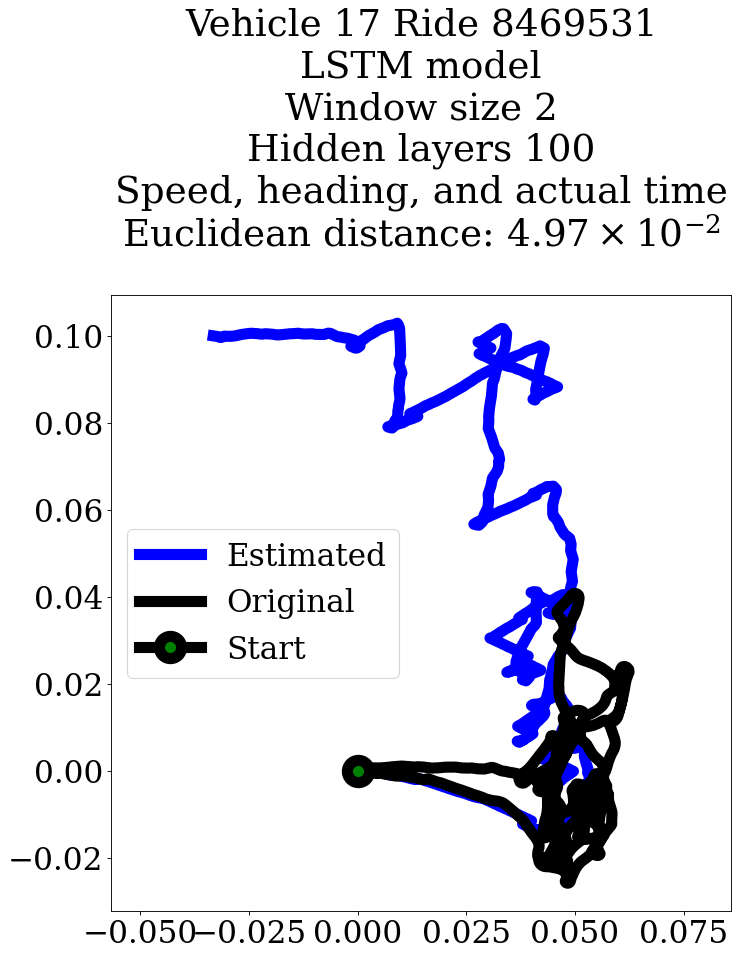 Vehicle 17 Ride 8469531
LSTM model
Window size 2
Hidden layers 100
Speed, heading, and actual time
Euclidean distance: 4.97 × 10⁻²
0.10
0.08
0.06
0.04
0.02
0.00
−0.02
Estimated
Original
Start
−0.050 −0.025 0.000 0.025 0.050 0.075